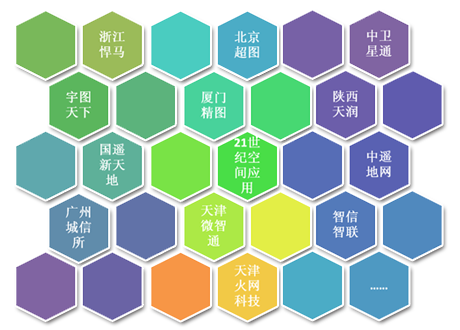 浙江
悍马
北京
超图
中卫
星通
宇图
天下
厦门
精图
陕西
天润
国遥
新天
地
21世
纪空
间应
用
中遥
地网
广州
城信
所
天津
微智
通
智信
智联
天津
火网
科技
……